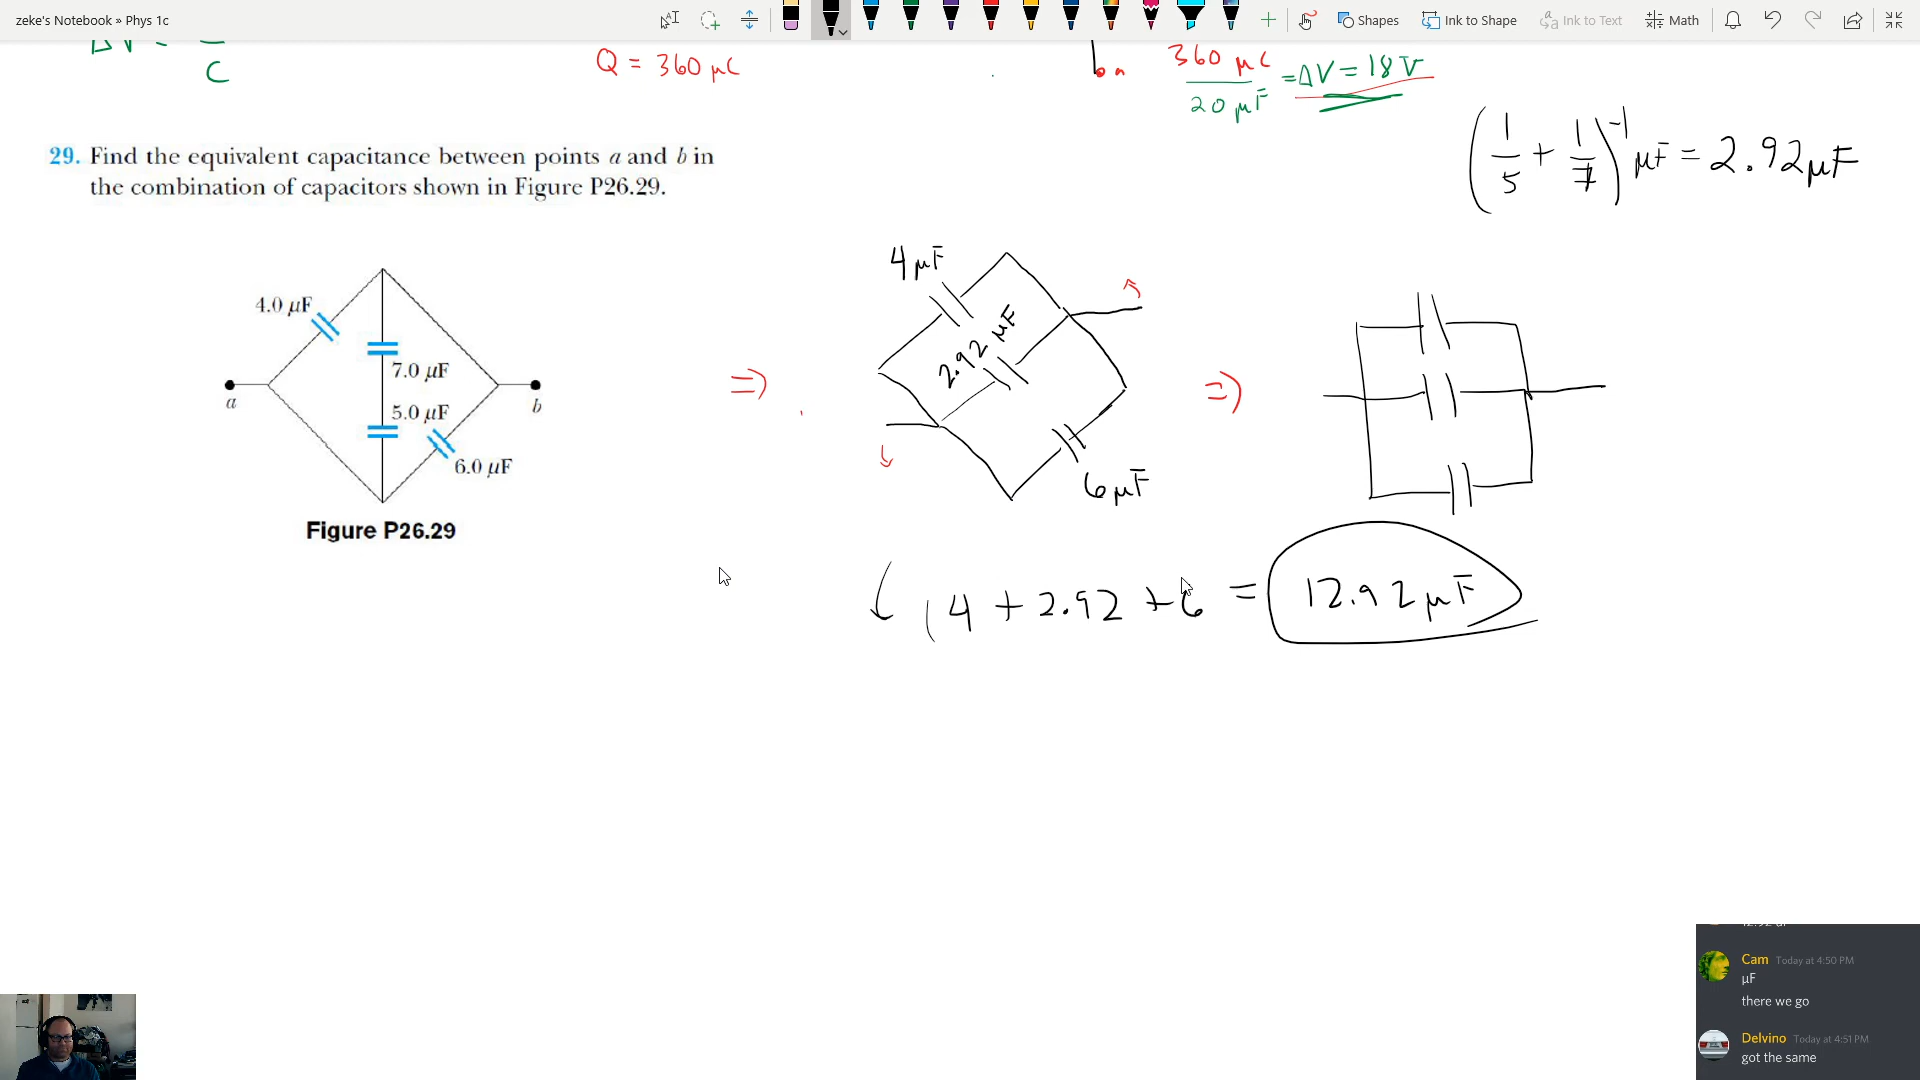 zeke's Notebook » Phys 1c
Shapes
Ink to Shape
Ink to Text
Math
ΔV =
C
Q = 360 μC
360 μC
20 μF
= ΔV = 18 V
(1/5 + 1/7)⁻¹ μF = 2.92 μF
29. Find the equivalent capacitance between points a and b in
the combination of capacitors shown in Figure P26.29.
4.0 μF
7.0 μF
5.0 μF
6.0 μF
a
b
Figure P26.29
⇒
4 μF
2.92 μF
6 μF
⇒
(4 + 2.92 + 6 = 12.92 μF
Cam Today at 4:50 PM
μF
there we go
Delvino Today at 4:51 PM
got the same